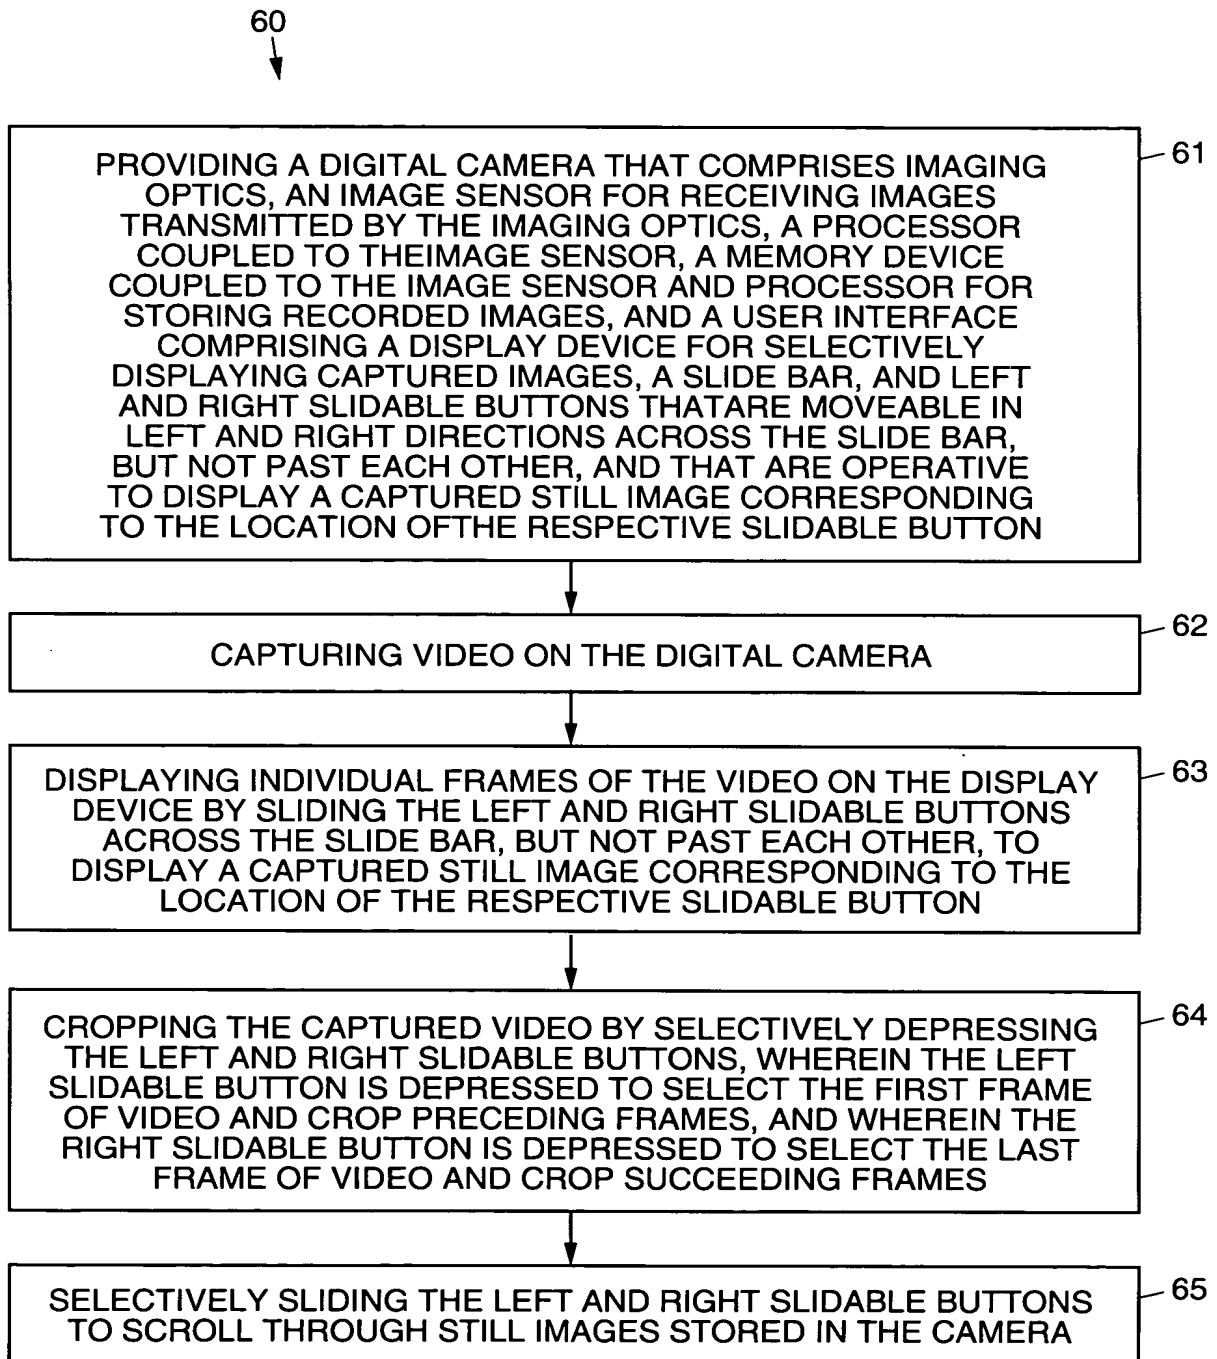 60
61
PROVIDING A DIGITAL CAMERA THAT COMPRISES IMAGING
OPTICS, AN IMAGE SENSOR FOR RECEIVING IMAGES
TRANSMITTED BY THE IMAGING OPTICS, A PROCESSOR
COUPLED TO THEIMAGE SENSOR, A MEMORY DEVICE
COUPLED TO THE IMAGE SENSOR AND PROCESSOR FOR
STORING RECORDED IMAGES, AND A USER INTERFACE
COMPRISING A DISPLAY DEVICE FOR SELECTIVELY
DISPLAYING CAPTURED IMAGES, A SLIDE BAR, AND LEFT
AND RIGHT SLIDABLE BUTTONS THATARE MOVEABLE IN
LEFT AND RIGHT DIRECTIONS ACROSS THE SLIDE BAR,
BUT NOT PAST EACH OTHER, AND THAT ARE OPERATIVE
TO DISPLAY A CAPTURED STILL IMAGE CORRESPONDING
TO THE LOCATION OFTHE RESPECTIVE SLIDABLE BUTTON
62
CAPTURING VIDEO ON THE DIGITAL CAMERA
63
DISPLAYING INDIVIDUAL FRAMES OF THE VIDEO ON THE DISPLAY
DEVICE BY SLIDING THE LEFT AND RIGHT SLIDABLE BUTTONS
ACROSS THE SLIDE BAR, BUT NOT PAST EACH OTHER, TO
DISPLAY A CAPTURED STILL IMAGE CORRESPONDING TO THE
LOCATION OF THE RESPECTIVE SLIDABLE BUTTON
64
CROPPING THE CAPTURED VIDEO BY SELECTIVELY DEPRESSING
THE LEFT AND RIGHT SLIDABLE BUTTONS, WHEREIN THE LEFT
SLIDABLE BUTTON IS DEPRESSED TO SELECT THE FIRST FRAME
OF VIDEO AND CROP PRECEDING FRAMES, AND WHEREIN THE
RIGHT SLIDABLE BUTTON IS DEPRESSED TO SELECT THE LAST
FRAME OF VIDEO AND CROP SUCCEEDING FRAMES
65
SELECTIVELY SLIDING THE LEFT AND RIGHT SLIDABLE BUTTONS
TO SCROLL THROUGH STILL IMAGES STORED IN THE CAMERA